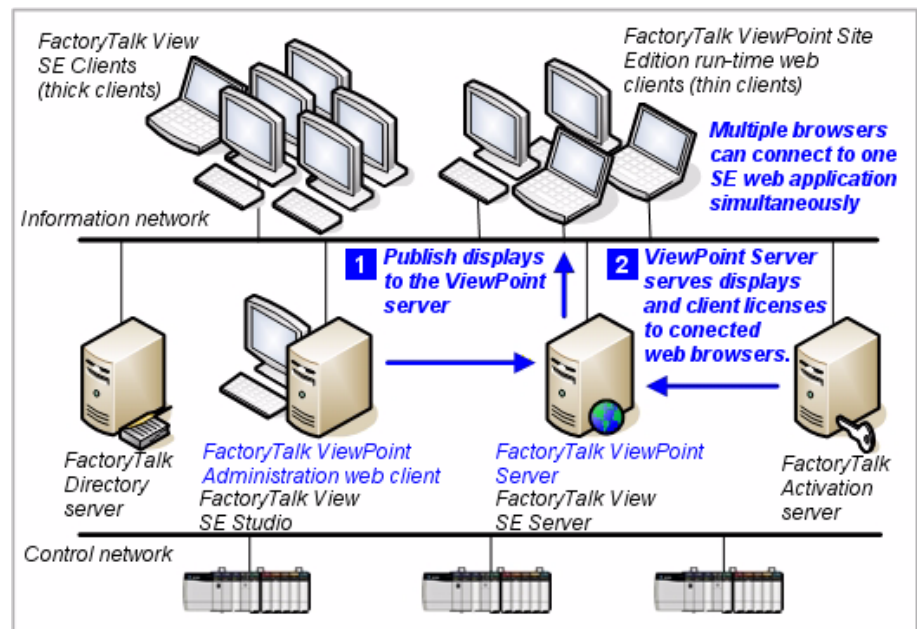 FactoryTalk View
SE Clients
(thick clients)
FactoryTalk ViewPoint Site
Edition run-time web
clients (thin clients)
Multiple browsers
can connect to one
SE web application
simultaneously
Information network
1 Publish displays
to the ViewPoint
server
2 ViewPoint Server
serves displays
and client licenses
to conected
web browsers.
FactoryTalk
Directory
server
FactoryTalk ViewPoint
Administration web client
FactoryTalk View
SE Studio
FactoryTalk ViewPoint
Server
FactoryTalk View
SE Server
FactoryTalk
Activation
server
Control network